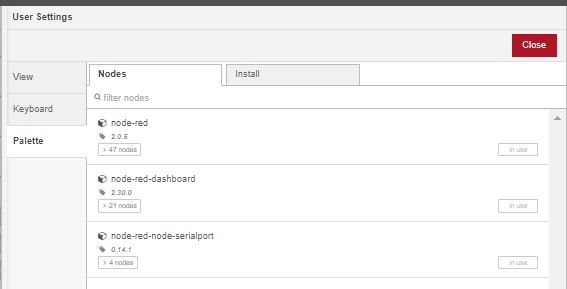 User Settings
Close
View
Keyboard
Palette
Nodes
Install
filter nodes
node-red
2.0.5
> 47 nodes
in use
node-red-dashboard
2.30.0
> 21 nodes
in use
node-red-node-serialport
0.14.1
> 4 nodes
in use